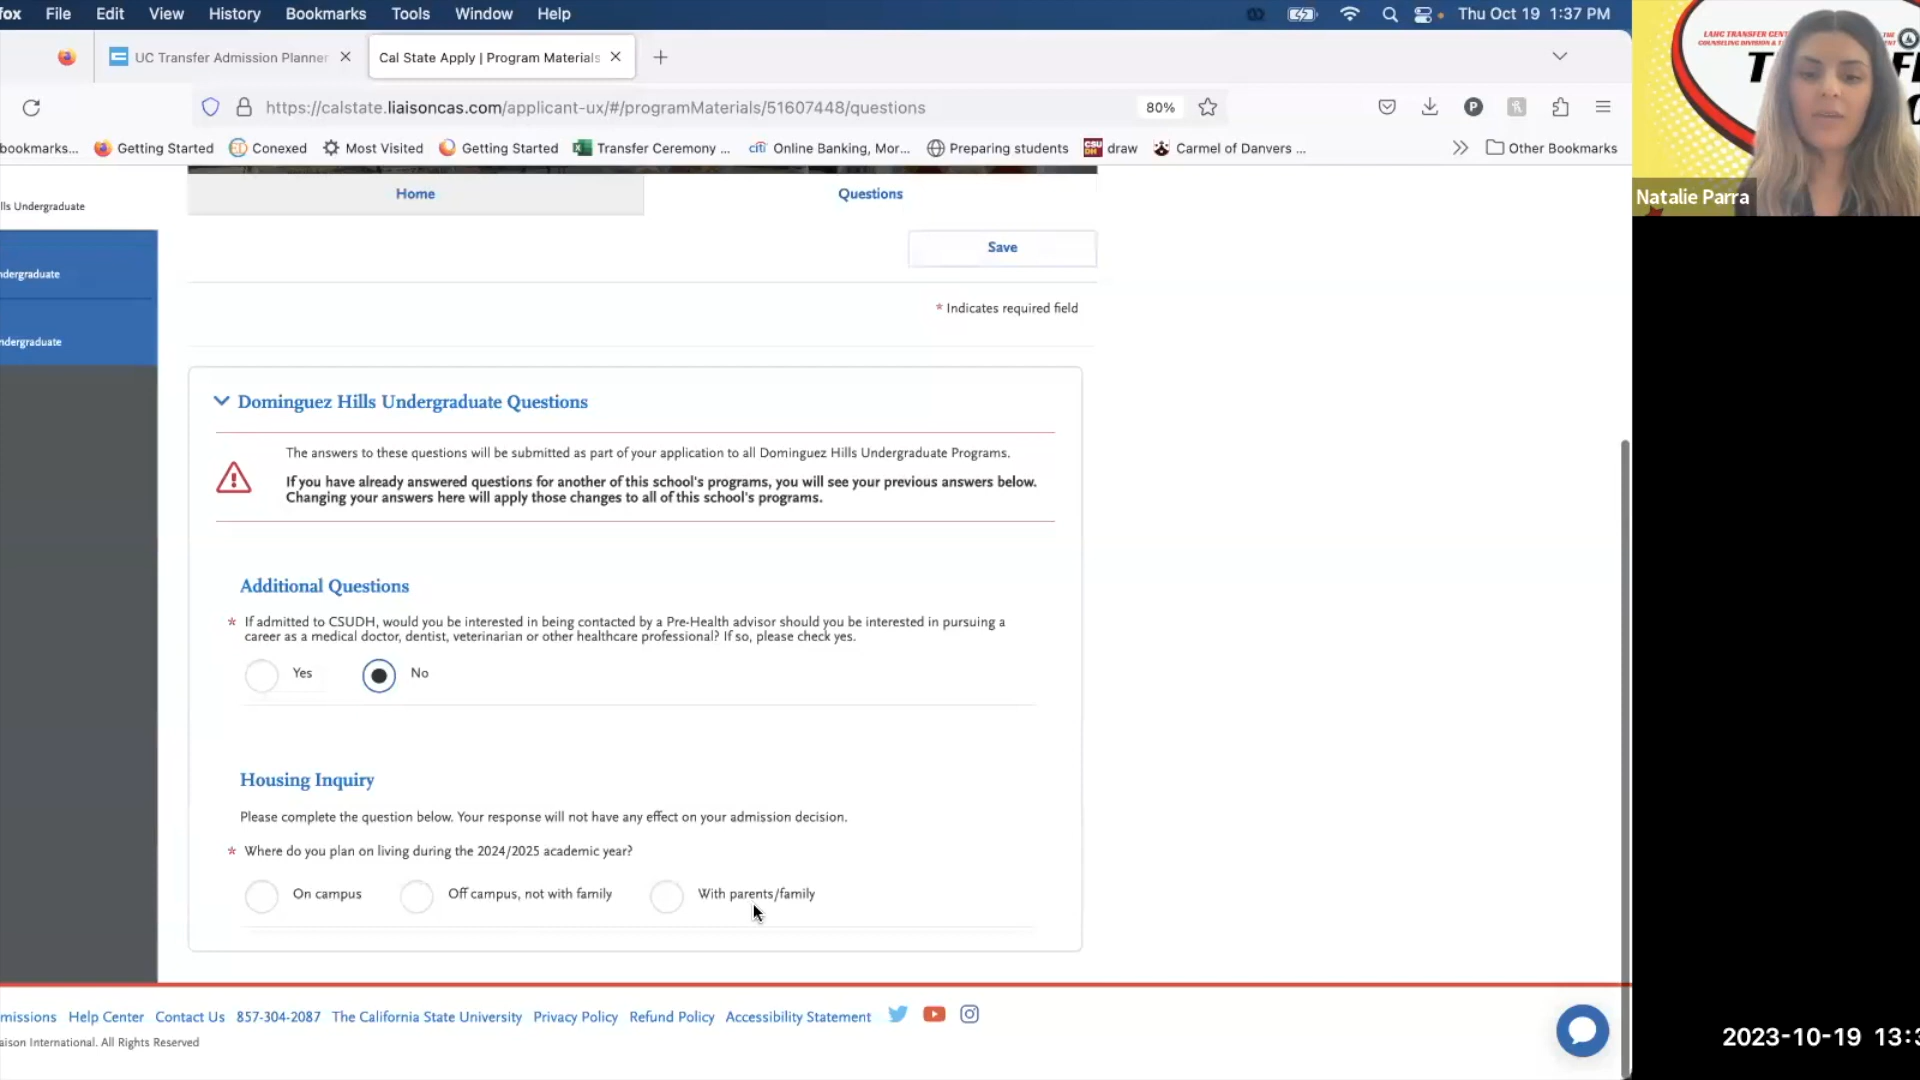 fox File Edit View History Bookmarks Tools Window Help Thu Oct 19 1:37 PM
UC Transfer Admission Planner
Cal State Apply | Program Materials
https://calstate.liaisoncas.com/applicant-ux/#/programMaterials/51607448/questions 80%
bookmarks... Getting Started Conexed Most Visited Getting Started Transfer Ceremony ... Online Banking, Mor... Preparing students draw Carmel of Danvers ... Other Bookmarks
LAHC TRANSFER CENT
COUNSELING DIVISION & T
Natalie Parra
Home Questions
lls Undergraduate
ndergraduate
ndergraduate
Save
* Indicates required field
Dominguez Hills Undergraduate Questions
The answers to these questions will be submitted as part of your application to all Dominguez Hills Undergraduate Programs.
If you have already answered questions for another of this school's programs, you will see your previous answers below.
Changing your answers here will apply those changes to all of this school's programs.
Additional Questions
* If admitted to CSUDH, would you be interested in being contacted by a Pre-Health advisor should you be interested in pursuing a
career as a medical doctor, dentist, veterinarian or other healthcare professional? If so, please check yes.
Yes No
Housing Inquiry
Please complete the question below. Your response will not have any effect on your admission decision.
* Where do you plan on living during the 2024/2025 academic year?
On campus Off campus, not with family With parents/family
missions Help Center Contact Us 857-304-2087 The California State University Privacy Policy Refund Policy Accessibility Statement
aison International. All Rights Reserved
2023-10-19 13:3